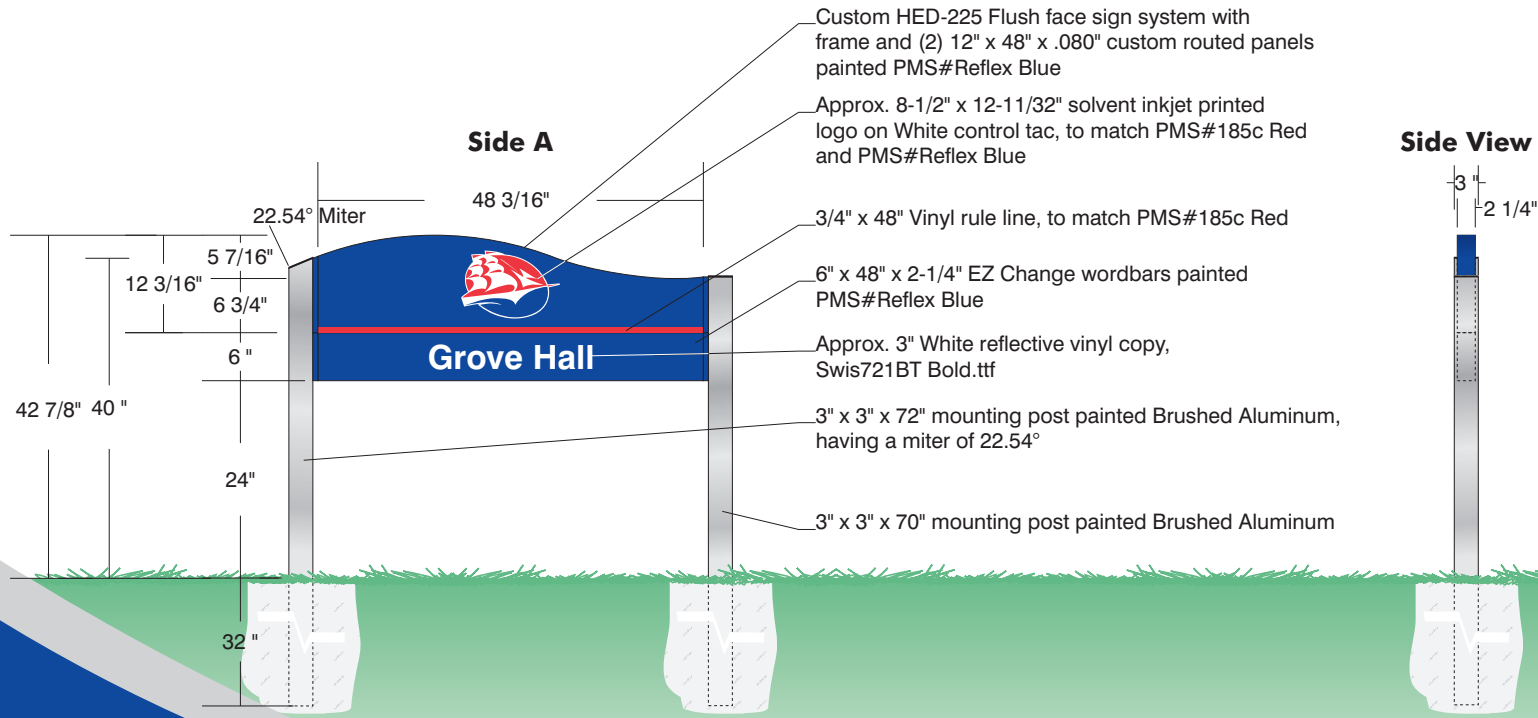 Custom HED-225 Flush face sign system with
frame and (2) 12" x 48" x .080" custom routed panels
painted PMS#Reflex Blue
Approx. 8-1/2" x 12-11/32" solvent inkjet printed
logo on White control tac, to match PMS#185c Red
and PMS#Reflex Blue
Side A
Side View
3 "
48 3/16"
2 1/4"
22.54° Miter
3/4" x 48" Vinyl rule line, to match PMS#185c Red
5 7/16"
12 3/16"
6 3/4"
6" x 48" x 2-1/4" EZ Change wordbars painted
PMS#Reflex Blue
6 "
Grove Hall
Approx. 3" White reflective vinyl copy,
Swis721BT Bold.ttf
42 7/8"
40 "
3" x 3" x 72" mounting post painted Brushed Aluminum,
having a miter of 22.54°
24"
3" x 3" x 70" mounting post painted Brushed Aluminum
32 "